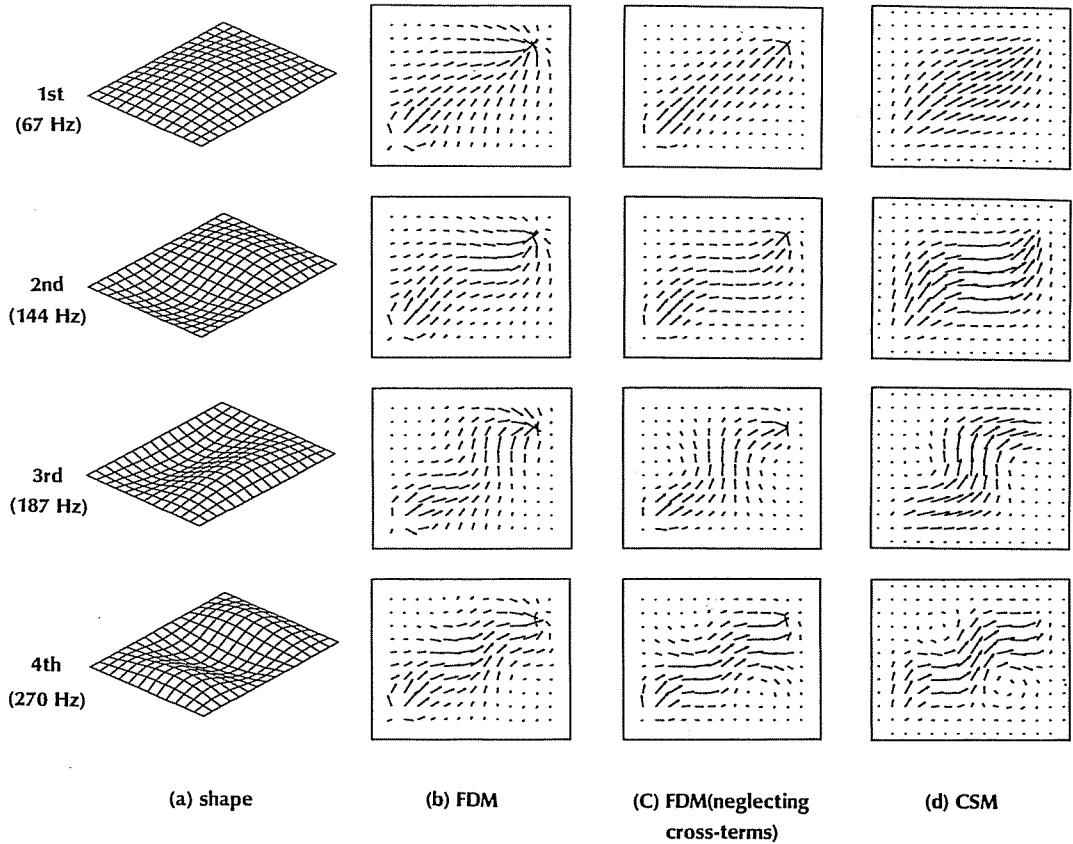 1st
(67 Hz)
2nd
(144 Hz)
3rd
(187 Hz)
4th
(270 Hz)
(a) shape
(b) FDM
(C) FDM(neglecting
cross-terms)
(d) CSM